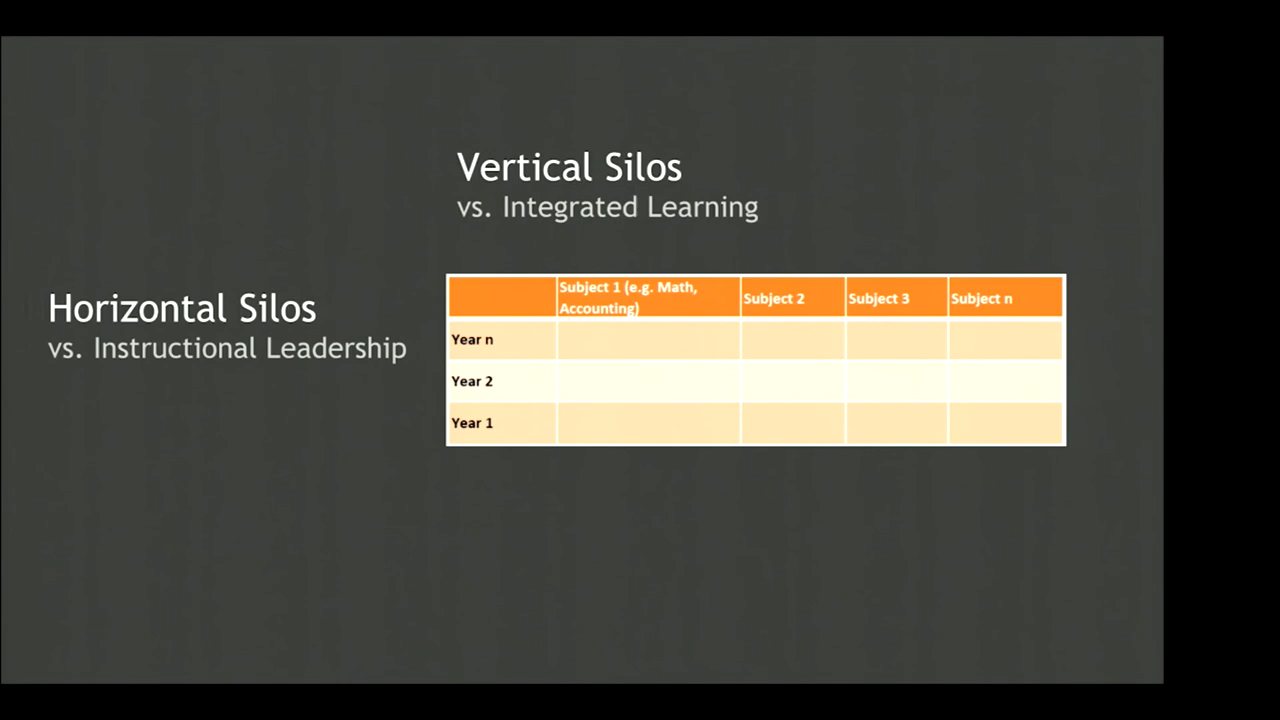 Vertical Silos
vs. Integrated Learning
Horizontal Silos
vs. Instructional Leadership
Subject 1 (e.g. Math,
Accounting)
Subject 2
Subject 3
Subject n
Year n
Year 2
Year 1